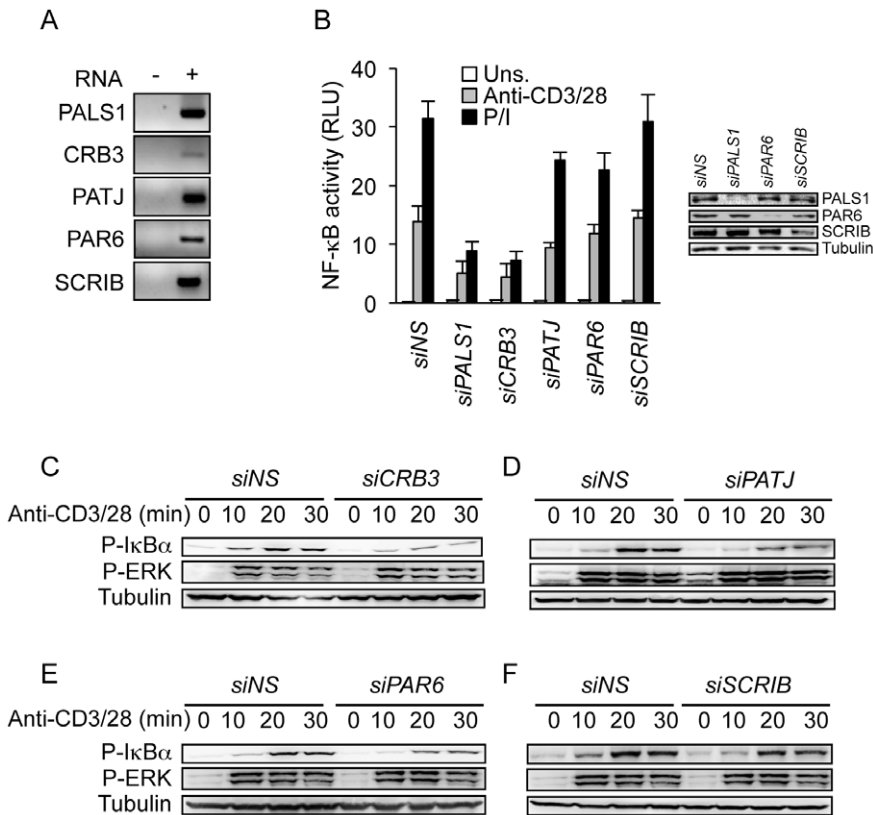 A
RNA - +
PALS1
CRB3
PATJ
PAR6
SCRIB
B
NF-κB activity (RLU)
40
30
20
10
0
Uns.
Anti-CD3/28
P/I
siNS
siPALS1
siCRB3
siPATJ
siPAR6
siSCRIB
siNS
siPALS1
siPAR6
siSCRIB
PALS1
PAR6
SCRIB
Tubulin
C
siNS siCRB3
Anti-CD3/28 (min) 0 10 20 30 0 10 20 30
P-IκBα
P-ERK
Tubulin
D
siNS siPATJ
0 10 20 30 0 10 20 30
E
siNS siPAR6
Anti-CD3/28 (min) 0 10 20 30 0 10 20 30
P-IκBα
P-ERK
Tubulin
F
siNS siSCRIB
0 10 20 30 0 10 20 30